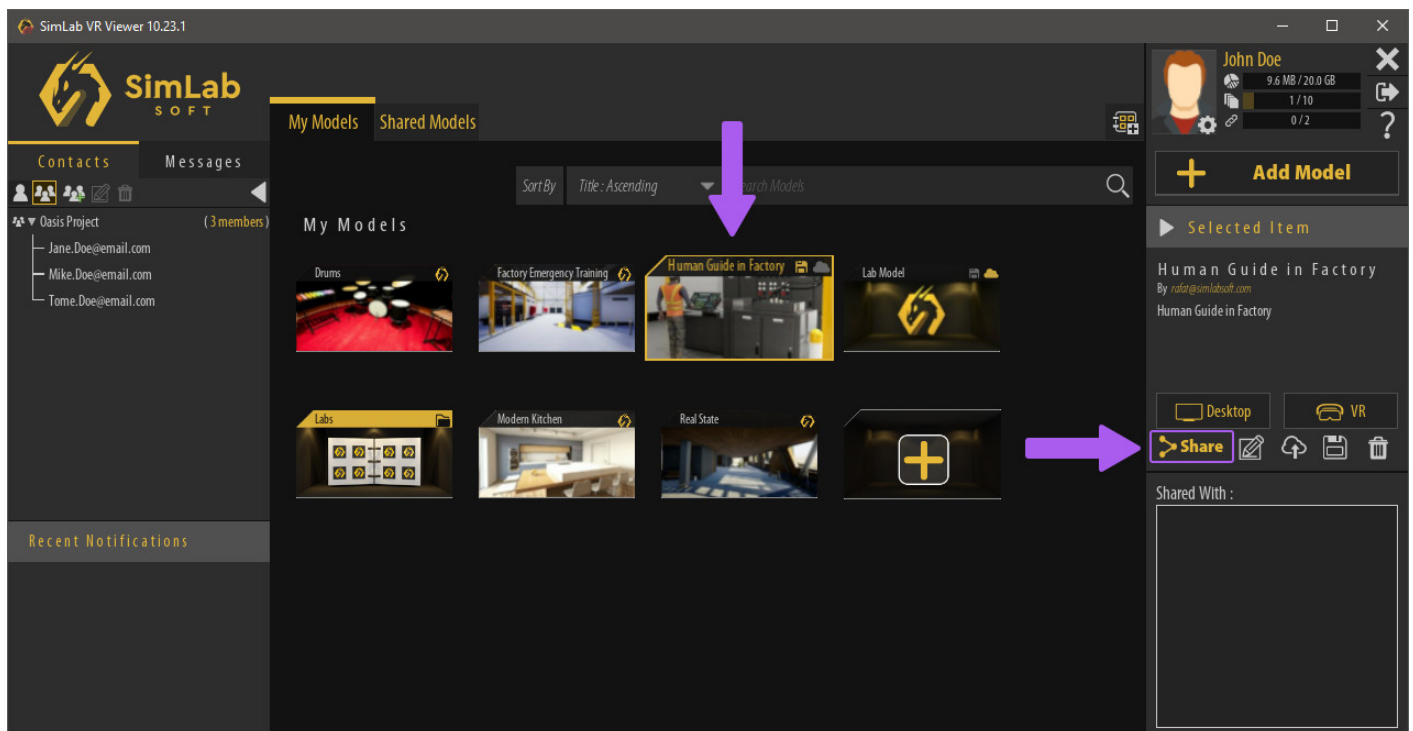 SimLab VR Viewer 10.23.1
SimLab
SOFT
My Models
Shared Models
Contacts
Messages
Sort By
Title : Ascending
Search Models
Oasis Project
( 3 members )
Jane.Doe@email.com
Mike.Doe@email.com
Tome.Doe@email.com
My Models
Drums
Factory Emergency Training
Human Guide in Factory
Lab Model
Labs
Modern Kitchen
Real State
Recent Notifications
John Doe
9.6 MB / 20.0 GB
1 / 10
0 / 2
?
Add Model
Selected Item
Human Guide in Factory
By rafat@simlabsoft.com
Human Guide in Factory
Desktop
VR
Share
Shared With :